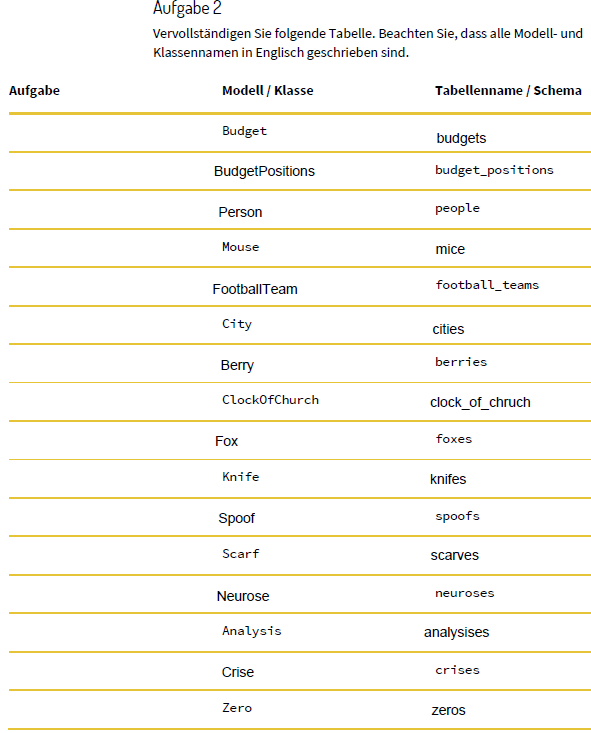 Aufgabe 2
Vervollständigen Sie folgende Tabelle. Beachten Sie, dass alle Modell- und
Klassennamen in Englisch geschrieben sind.
Aufgabe Modell / Klasse Tabellenname / Schema
Budget budgets
BudgetPositions budget_positions
Person people
Mouse mice
FootballTeam football_teams
City cities
Berry berries
ClockOfChurch clock_of_chruch
Fox foxes
Knife knifes
Spoof spoofs
Scarf scarves
Neurose neuroses
Analysis analysises
Crise crises
Zero zeros